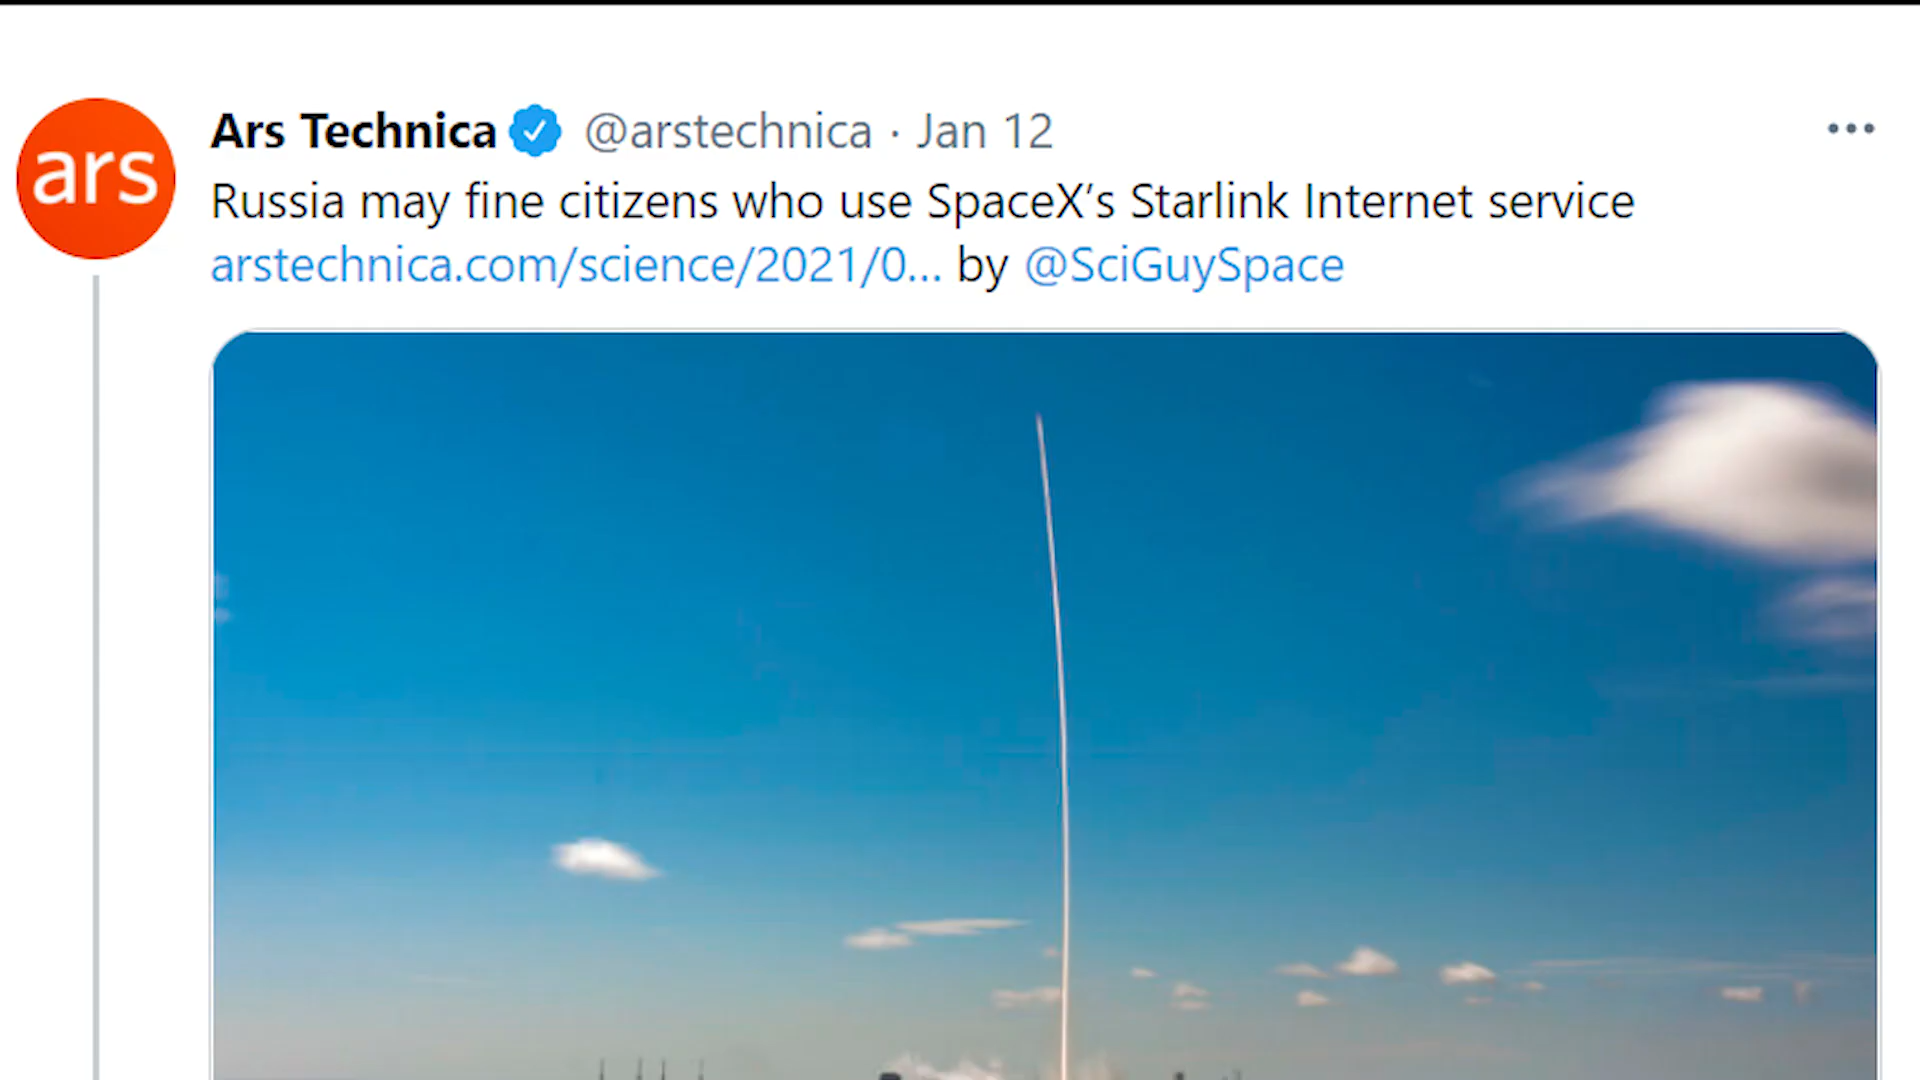 ars
Ars Technica @arstechnica · Jan 12
Russia may fine citizens who use SpaceX’s Starlink Internet service
arstechnica.com/science/2021/0... by @SciGuySpace